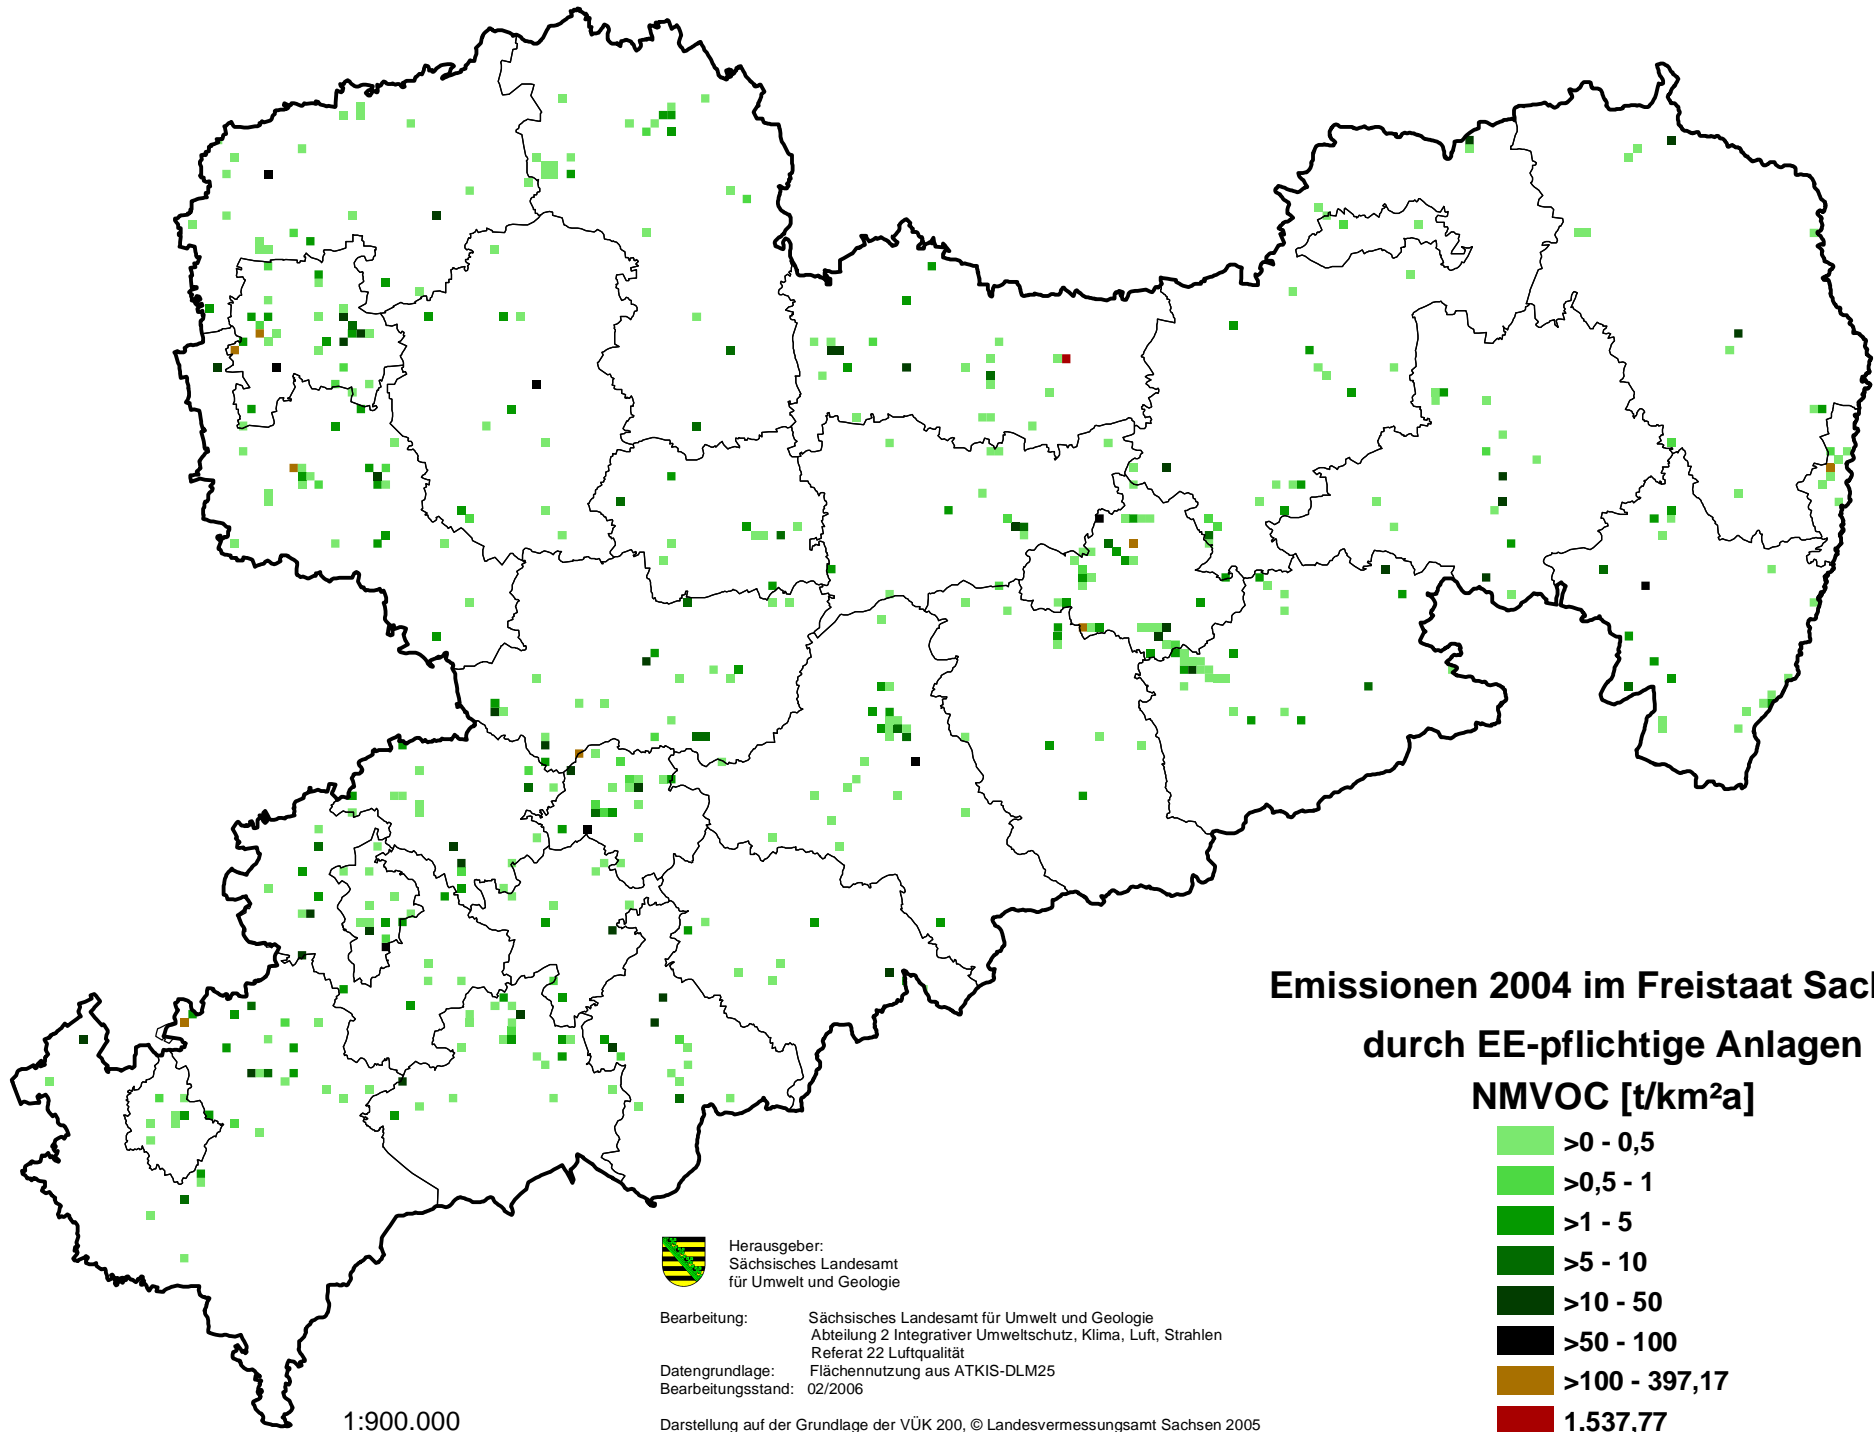 Emissionen 2004 im Freistaat Sac
durch EE-pflichtige Anlagen
NMVOC [t/km²a]
>0 - 0,5
>0,5 - 1
>1 - 5
>5 - 10
>10 - 50
>50 - 100
>100 - 397,17
1.537,77
Herausgeber:
Sächsisches Landesamt
für Umwelt und Geologie
Bearbeitung: Sächsisches Landesamt für Umwelt und Geologie
Abteilung 2 Integrativer Umweltschutz, Klima, Luft, Strahlen
Referat 22 Luftqualität
Datengrundlage: Flächennutzung aus ATKIS-DLM25
Bearbeitungsstand: 02/2006
1:900.000
Darstellung auf der Grundlage der VÜK 200, © Landesvermessungsamt Sachsen 2005